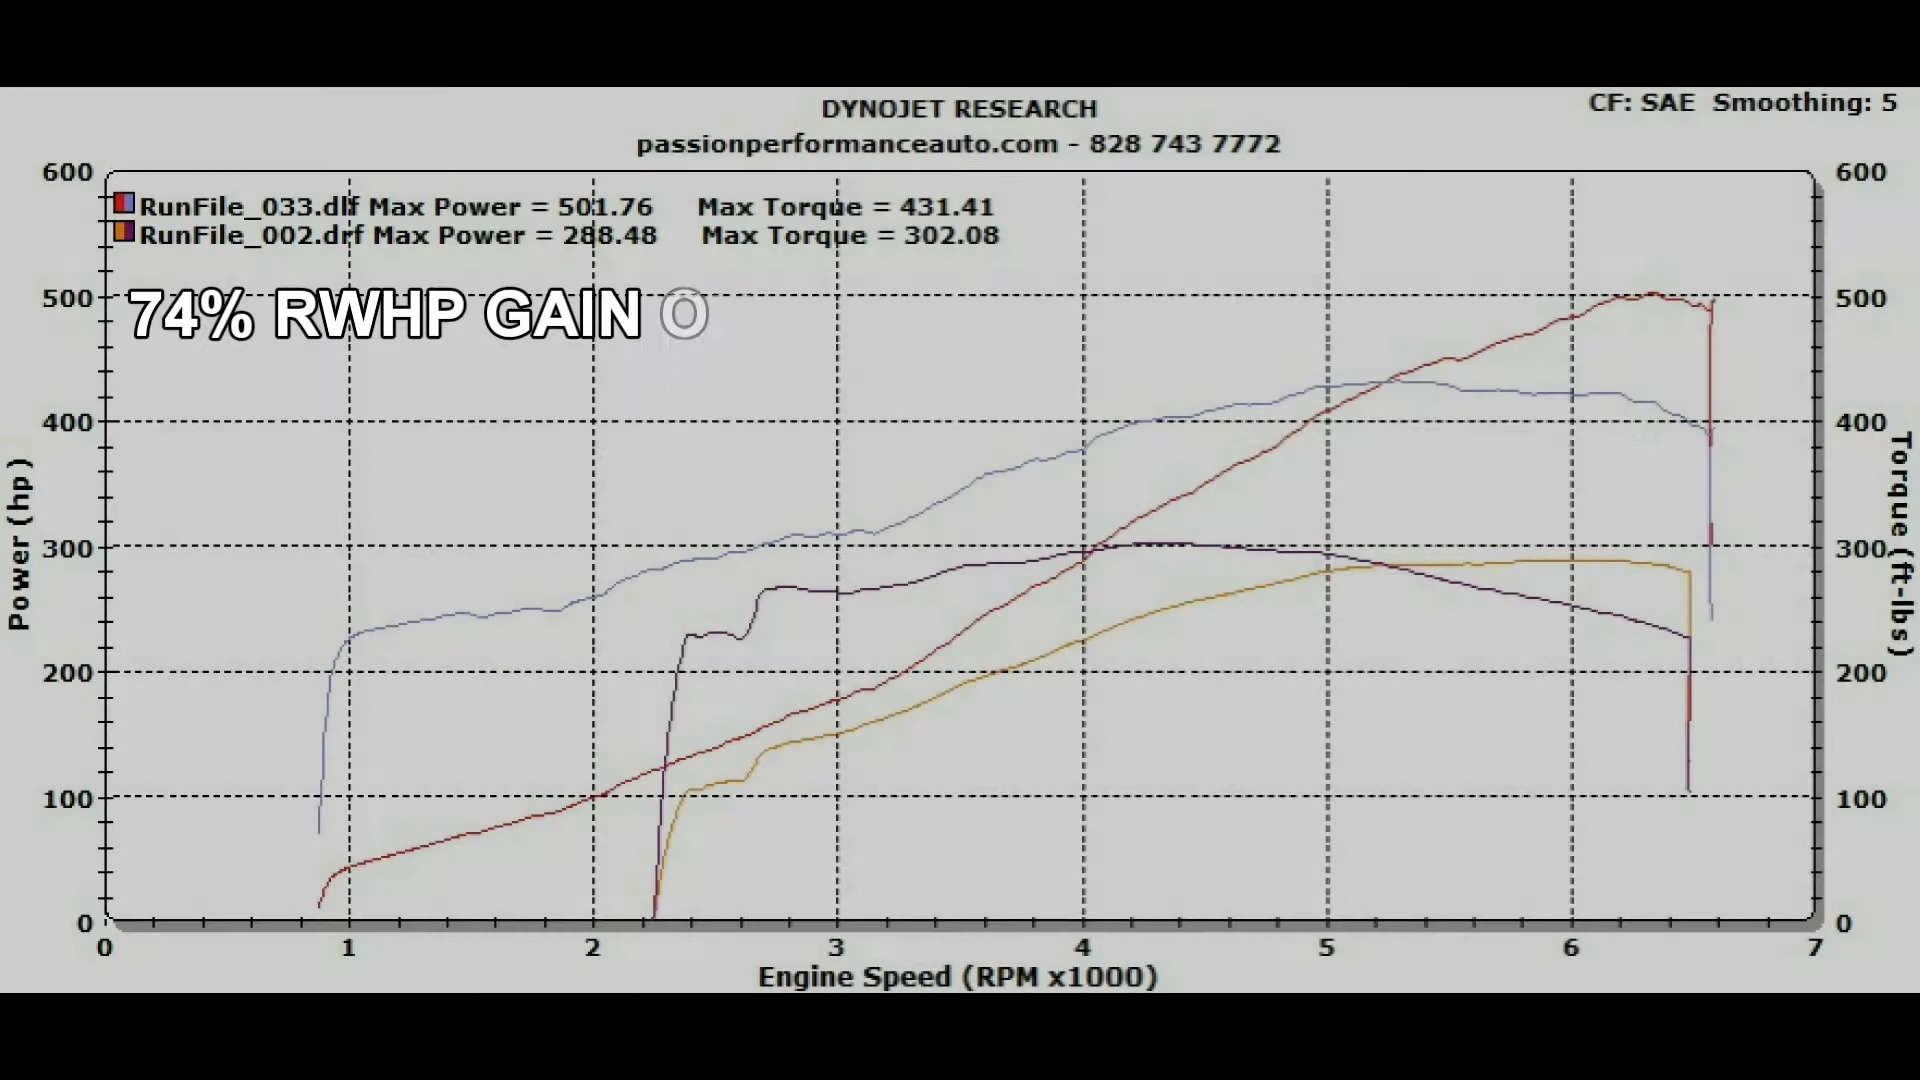 DYNOJET RESEARCH
CF: SAE Smoothing: 5
passionperformanceauto.com - 828 743 7772
RunFile_033.dlf Max Power = 501.76 Max Torque = 431.41
RunFile_002.drf Max Power = 288.48 Max Torque = 302.08
74% RWHP GAIN O
600
500
400
300
200
100
0
Power (hp)
600
500
400
300
200
100
0
Torque (ft-lbs)
0 1 2 3 4 5 6 7
Engine Speed (RPM x1000)